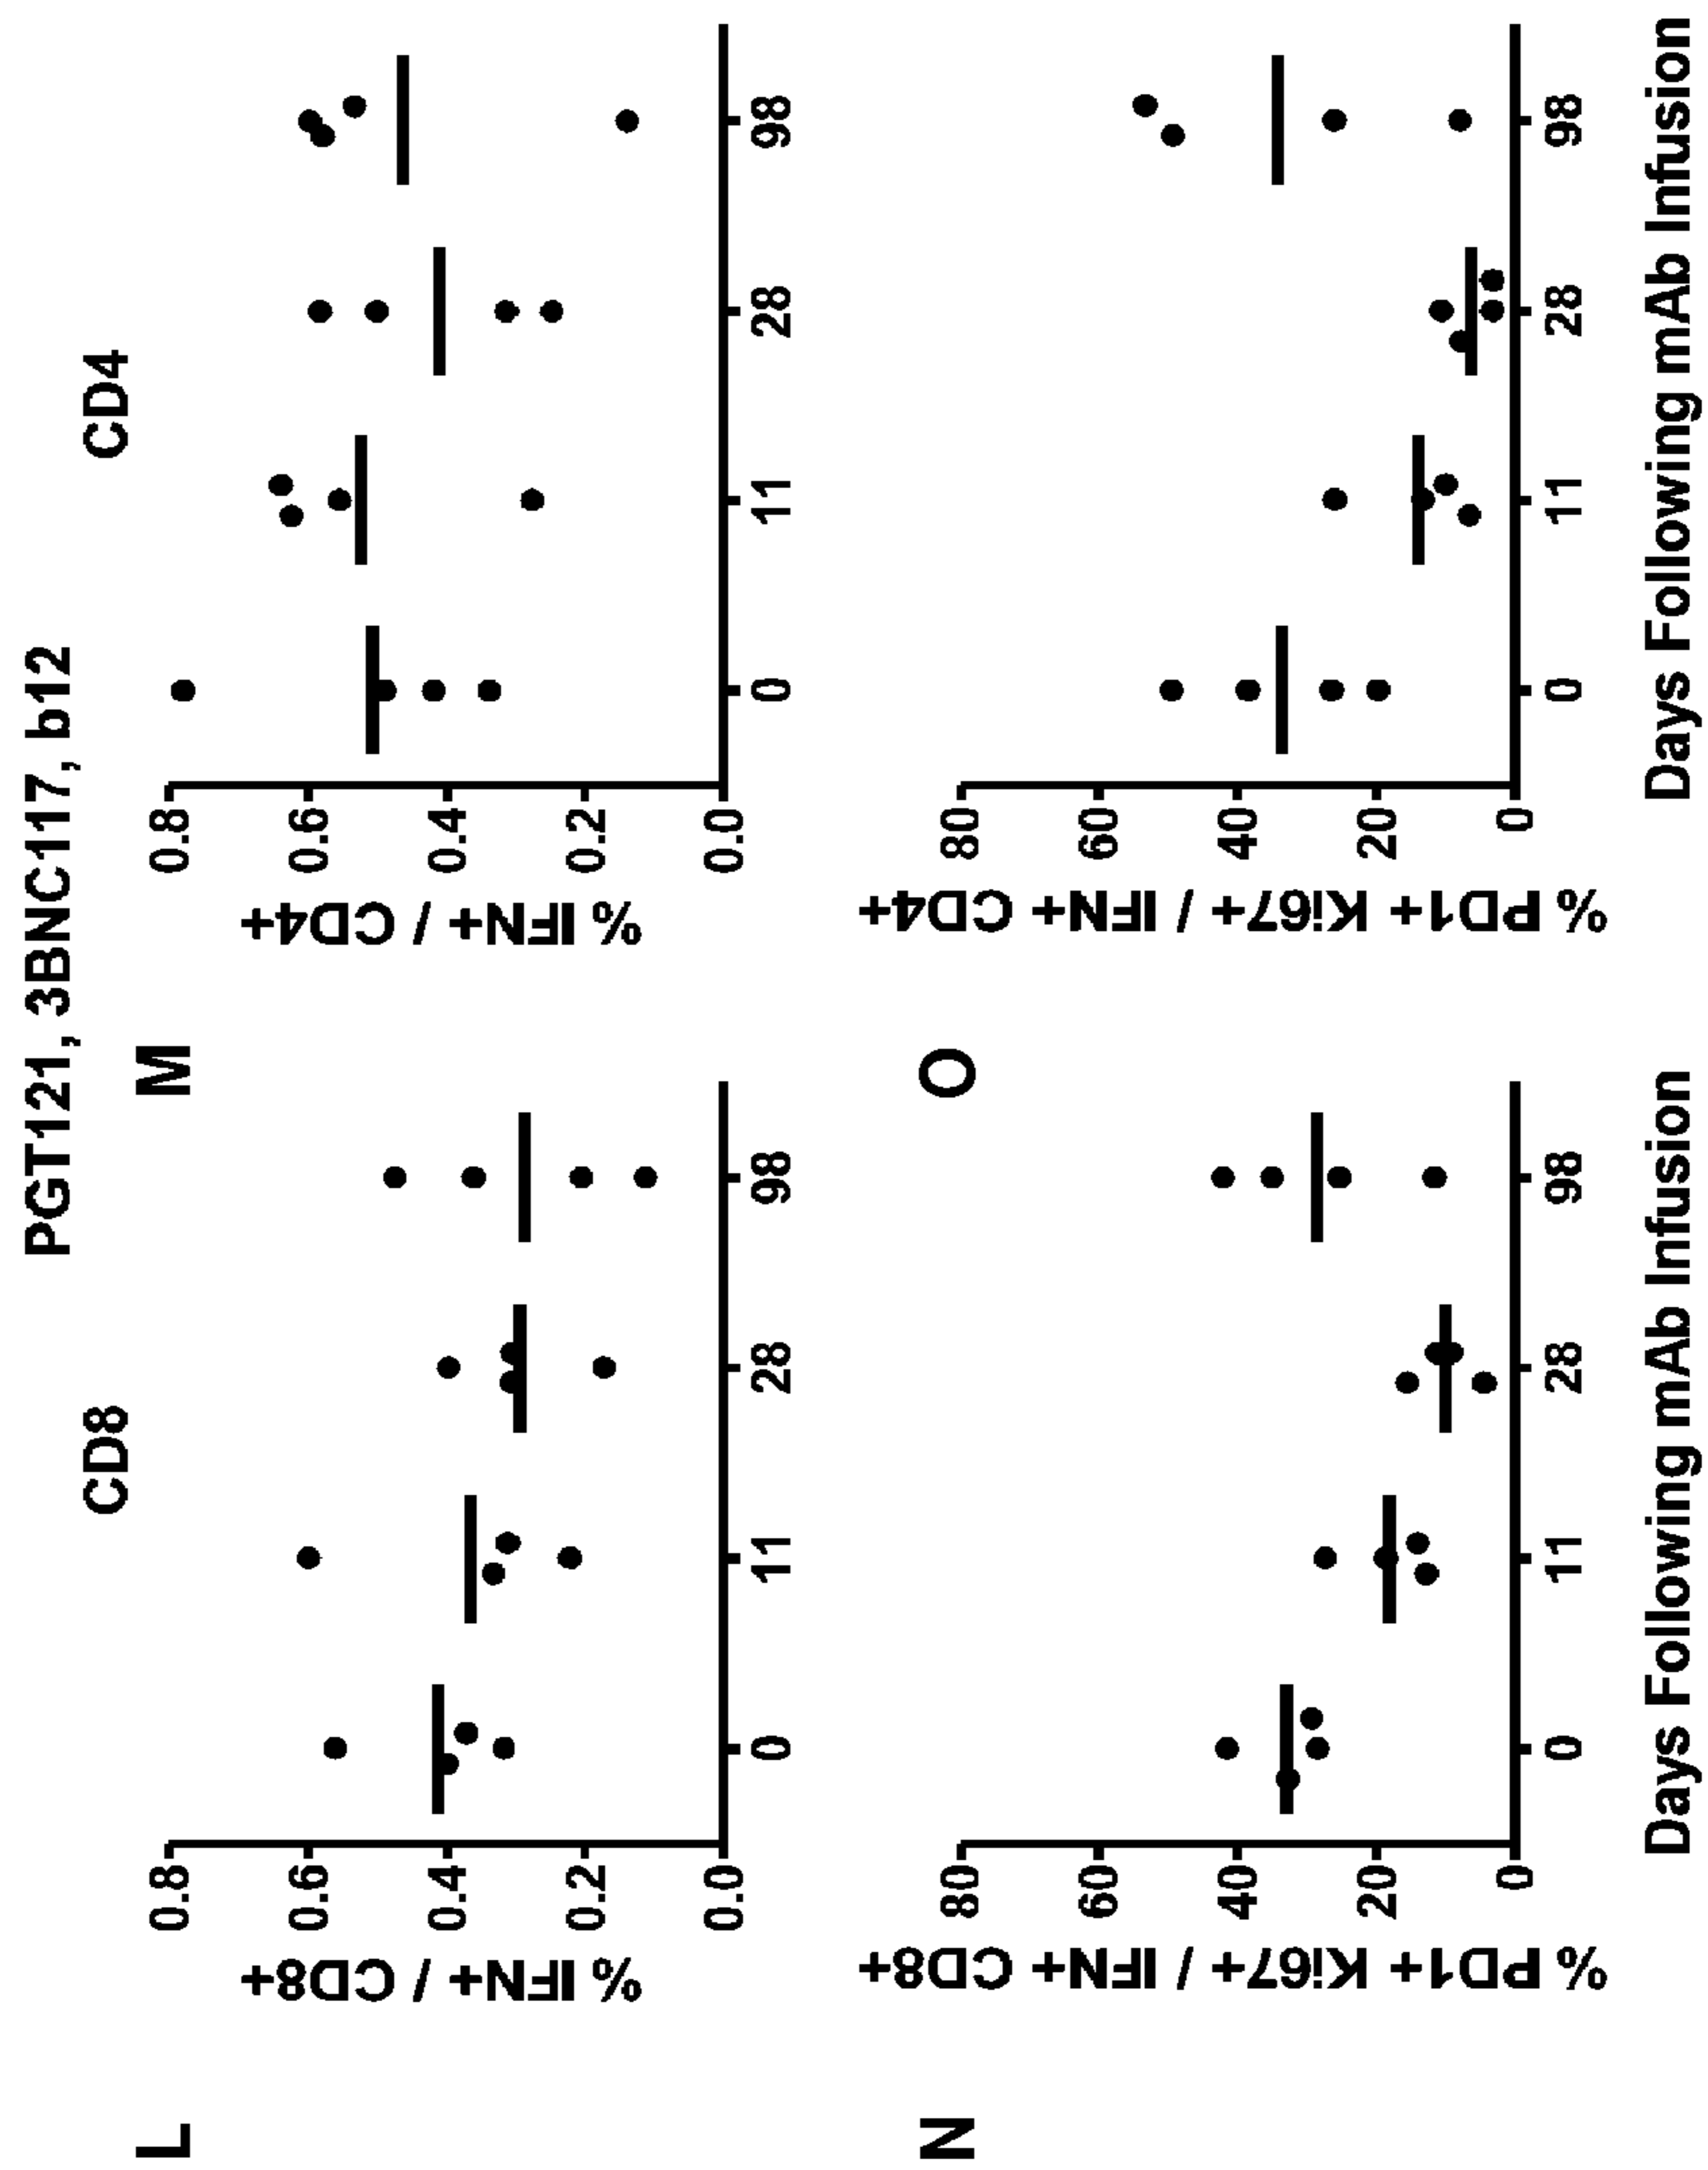 PGT121, 3BNC117, b12
CD8
CD4
L
% IFN+ / CD8+
0.8
0.6
0.4
0.2
0.0
0 11 28 98
M
% IFN+ / CD4+
0.8
0.6
0.4
0.2
0.0
0 11 28 98
N
% PD1+ Ki67+ / IFN+ CD8+
80
60
40
20
0
0 11 28 98
Days Following mAb Infusion
O
% PD1+ Ki67+ / IFN+ CD4+
80
60
40
20
0
0 11 28 98
Days Following mAb Infusion